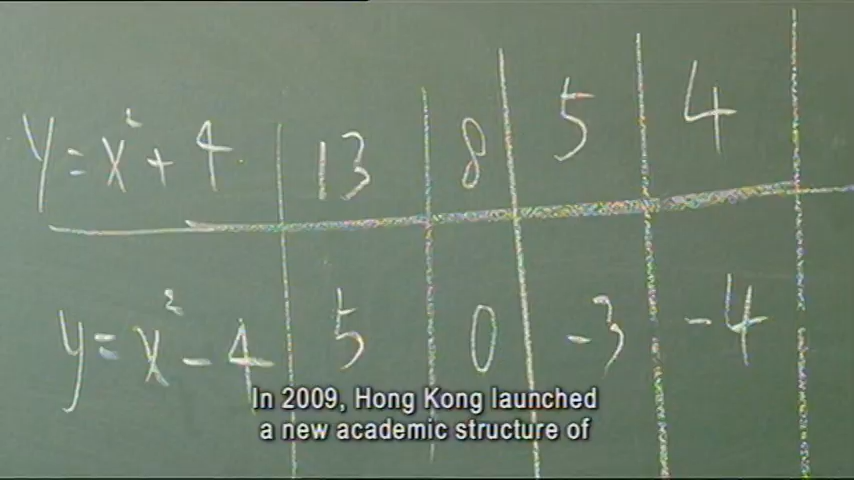 y=x²+4 13 8 5 4
y=x²-4 5 0 -3 -4
In 2009, Hong Kong launched
a new academic structure of